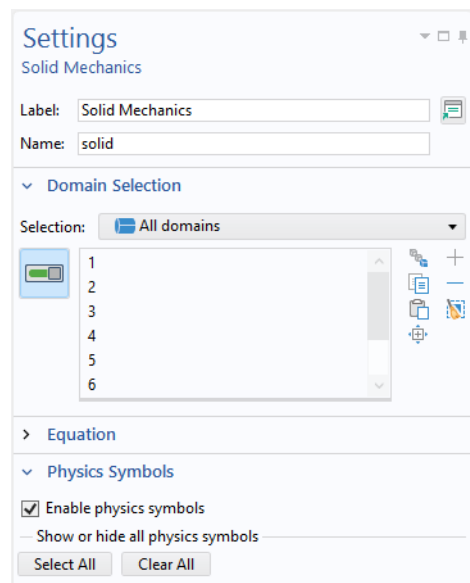 Settings
Solid Mechanics
Label: Solid Mechanics
Name: solid
Domain Selection
Selection: All domains
1
2
3
4
5
6
Equation
Physics Symbols
Enable physics symbols
Show or hide all physics symbols
Select All Clear All